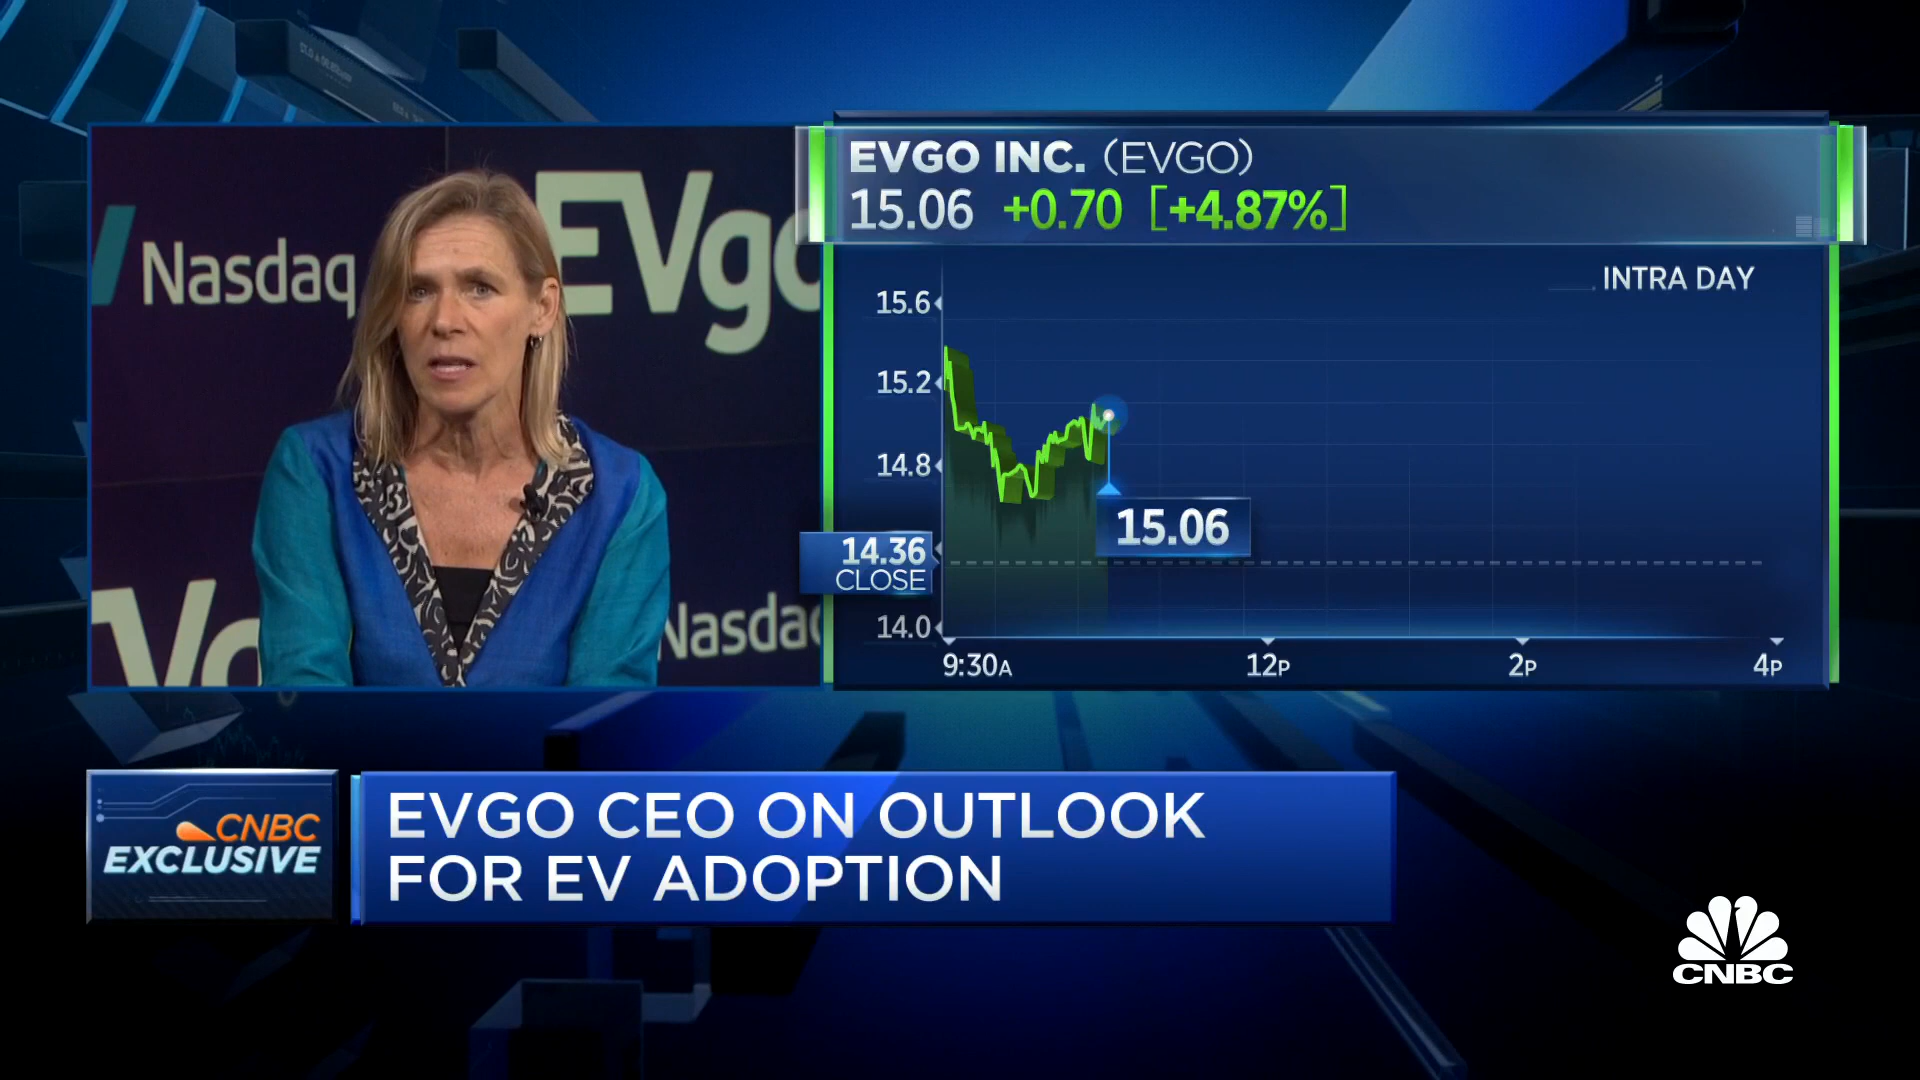 Nasdaq
EVgo
Nasdaq
EVGO INC. (EVGO)
15.06 +0.70 [+4.87%]
INTRA DAY
15.6
15.2
14.8
14.36
CLOSE
14.0
15.06
9:30A 12P 2P 4P
CNBC
EXCLUSIVE
EVGO CEO ON OUTLOOK
FOR EV ADOPTION
CNBC